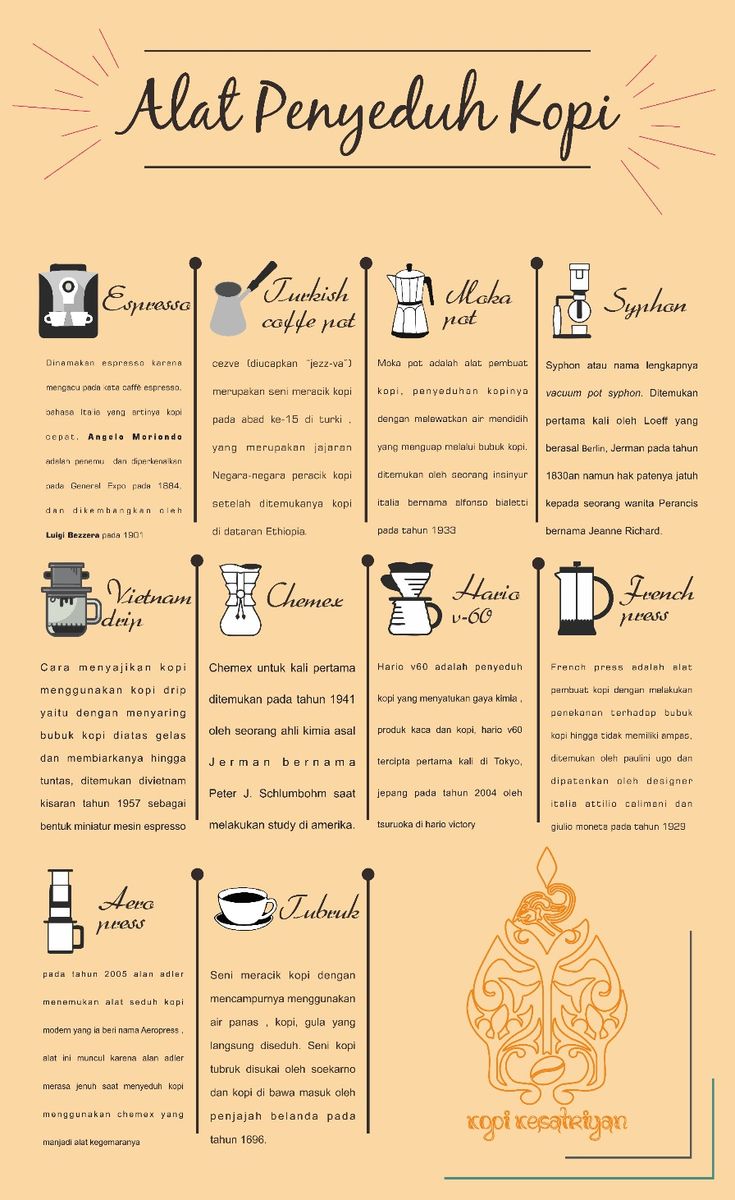 Alat Penyeduh Kopi
Espresso
Dinamakan espresso karena
mengacu pada kata caffè espresso,
bahasa Italia yang artinya kopi
cepat. Angelo Moriondo
adalah penemu dan diperkenalkan
pada General Expo pada 1884,
dan dikembangkan oleh
Luigi Bezzera pada 1901
Turkish
coffe pot
cezve (diucapkan “jezz-va”)
merupakan seni meracik kopi
pada abad ke-15 di turki ,
yang merupakan jajaran
Negara-negara peracik kopi
setelah ditemukanya kopi
di dataran Ethiopia.
Moka
pot
Moka pot adalah alat pembuat
kopi, penyeduhan kopinya
dengan melewatkan air mendidih
yang menguap melalui bubuk kopi.
ditemukan oleh seorang insinyur
italia bernama alfonso bialetti
pada tahun 1933
Syphon
Syphon atau nama lengkapnya
vacuum pot syphon. Ditemukan
pertama kali oleh Loeff yang
berasal Berlin, Jerman pada tahun
1830an namun hak patenya jatuh
kepada seorang wanita Perancis
bernama Jeanne Richard.
Vietnam
drip
Cara menyajikan kopi
menggunakan kopi drip
yaitu dengan menyaring
bubuk kopi diatas gelas
dan membiarkanya hingga
tuntas, ditemukan divietnam
kisaran tahun 1957 sebagai
bentuk miniatur mesin espresso
Chemex
Chemex untuk kali pertama
ditemukan pada tahun 1941
oleh seorang ahli kimia asal
Jerman bernama
Peter J. Schlumbohm saat
melakukan study di amerika.
Hario
v-60
Hario v60 adalah penyeduh
kopi yang menyatukan gaya kimia ,
produk kaca dan kopi, hario v60
tercipta pertama kali di Tokyo,
jepang pada tahun 2004 oleh
tsuruoka di hario victory
French
press
French press adalah alat
pembuat kopi dengan melakukan
penekanan terhadap bubuk
kopi hingga tidak memiliki ampas,
ditemukan oleh paulini ugo dan
dipatenkan oleh designer
italia attilio calimani dan
giulio moneta pada tahun 1929
Aero
press
pada tahun 2005 alan adler
menemukan alat seduh kopi
modern yang ia beri nama Aeropress ,
alat ini muncul karena alan adler
merasa jenuh saat menyeduh kopi
menggunakan chemex yang
manjadi alat kegemaranya
Tubruk
Seni meracik kopi dengan
mencampurnya menggunakan
air panas , kopi, gula yang
langsung diseduh. Seni kopi
tubruk disukai oleh soekarno
dan kopi di bawa masuk oleh
penjajah belanda pada
tahun 1696.
kopi kesatriyan